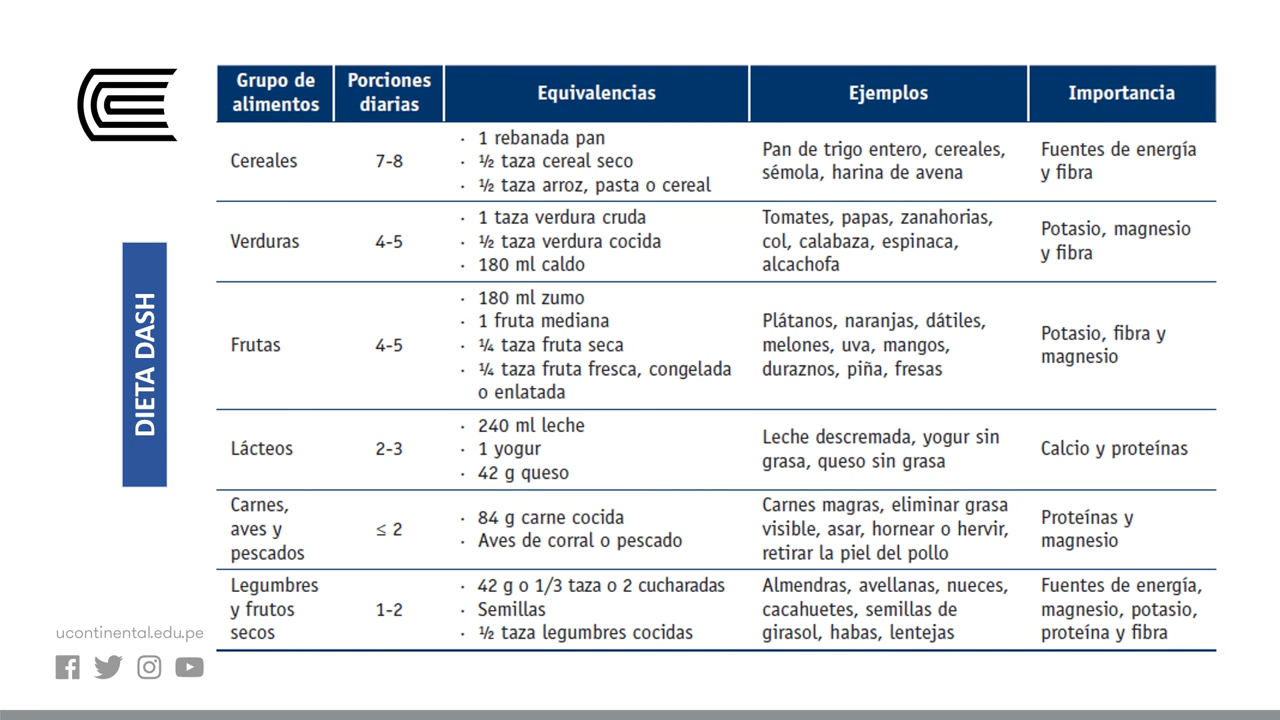 Grupo de alimentos
Porciones diarias
Equivalencias
Ejemplos
Importancia
Cereales
7-8
· 1 rebanada pan
· ½ taza cereal seco
· ½ taza arroz, pasta o cereal
Pan de trigo entero, cereales,
sémola, harina de avena
Fuentes de energía
y fibra
Verduras
4-5
· 1 taza verdura cruda
· ½ taza verdura cocida
· 180 ml caldo
Tomates, papas, zanahorias,
col, calabaza, espinaca,
alcachofa
Potasio, magnesio
y fibra
Frutas
4-5
· 180 ml zumo
· 1 fruta mediana
· ¼ taza fruta seca
· ¼ taza fruta fresca, congelada
o enlatada
Plátanos, naranjas, dátiles,
melones, uva, mangos,
duraznos, piña, fresas
Potasio, fibra y
magnesio
Lácteos
2-3
· 240 ml leche
· 1 yogur
· 42 g queso
Leche descremada, yogur sin
grasa, queso sin grasa
Calcio y proteínas
Carnes,
aves y
pescados
≤ 2
· 84 g carne cocida
· Aves de corral o pescado
Carnes magras, eliminar grasa
visible, asar, hornear o hervir,
retirar la piel del pollo
Proteínas y
magnesio
Legumbres
y frutos
secos
1-2
· 42 g o 1/3 taza o 2 cucharadas
· Semillas
· ½ taza legumbres cocidas
Almendras, avellanas, nueces,
cacahuetes, semillas de
girasol, habas, lentejas
Fuentes de energía,
magnesio, potasio,
proteína y fibra
DIETA DASH
ucontinental.edu.pe